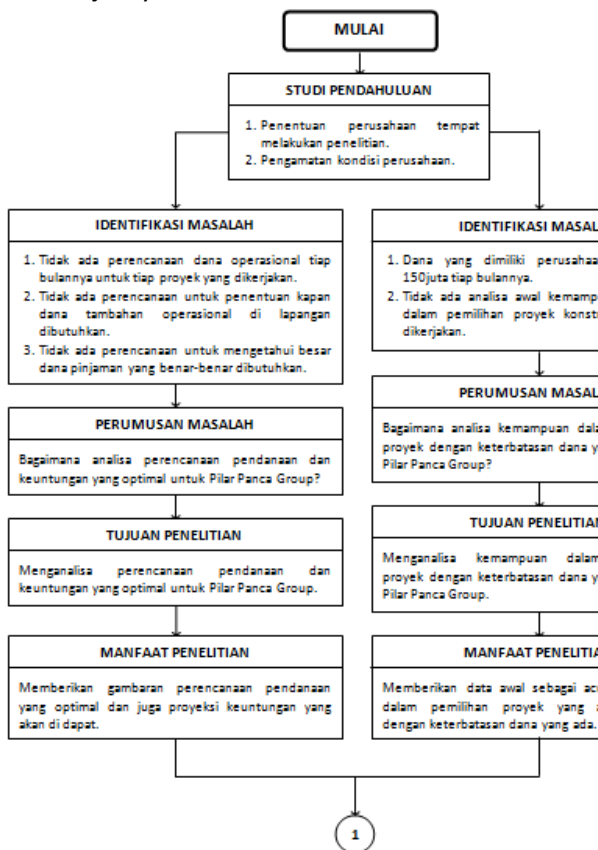 MULAI
STUDI PENDAHULUAN
1. Penentuan perusahaan tempat
melakukan penelitian.
2. Pengamatan kondisi perusahaan.
IDENTIFIKASI MASALAH
1. Tidak ada perencanaan dana operasional tiap
bulannya untuk tiap proyek yang dikerjakan.
2. Tidak ada perencanaan untuk penentuan kapan
dana tambahan operasional di lapangan
dibutuhkan.
3. Tidak ada perencanaan untuk mengetahui besar
dana pinjaman yang benar-benar dibutuhkan.
PERUMUSAN MASALAH
Bagaimana analisa perencanaan pendanaan dan
keuntungan yang optimal untuk Pilar Panca Group?
TUJUAN PENELITIAN
Menganalisa perencanaan pendanaan dan
keuntungan yang optimal untuk Pilar Panca Group.
MANFAAT PENELITIAN
Memberikan gambaran perencanaan pendanaan
yang optimal dan juga proyeksi keuntungan yang
akan di dapat.
IDENTIFIKASI
1. Dana yang dimiliki
150juta tiap bulannya.
2. Tidak ada analisa awal
dalam pemilihan proyek
dikerjakan.
PERUMUSAN
Bagaimana analisa kemampuan
proyek dengan keterbatasan dana
Pilar Panca Group?
TUJUAN
Menganalisa kemampuan dalam
proyek dengan keterbatasan dana
Pilar Panca Group.
MANFAAT
Memberikan data awal sebagai
dalam pemilihan proyek yang
dengan keterbatasan dana yang ada.
1